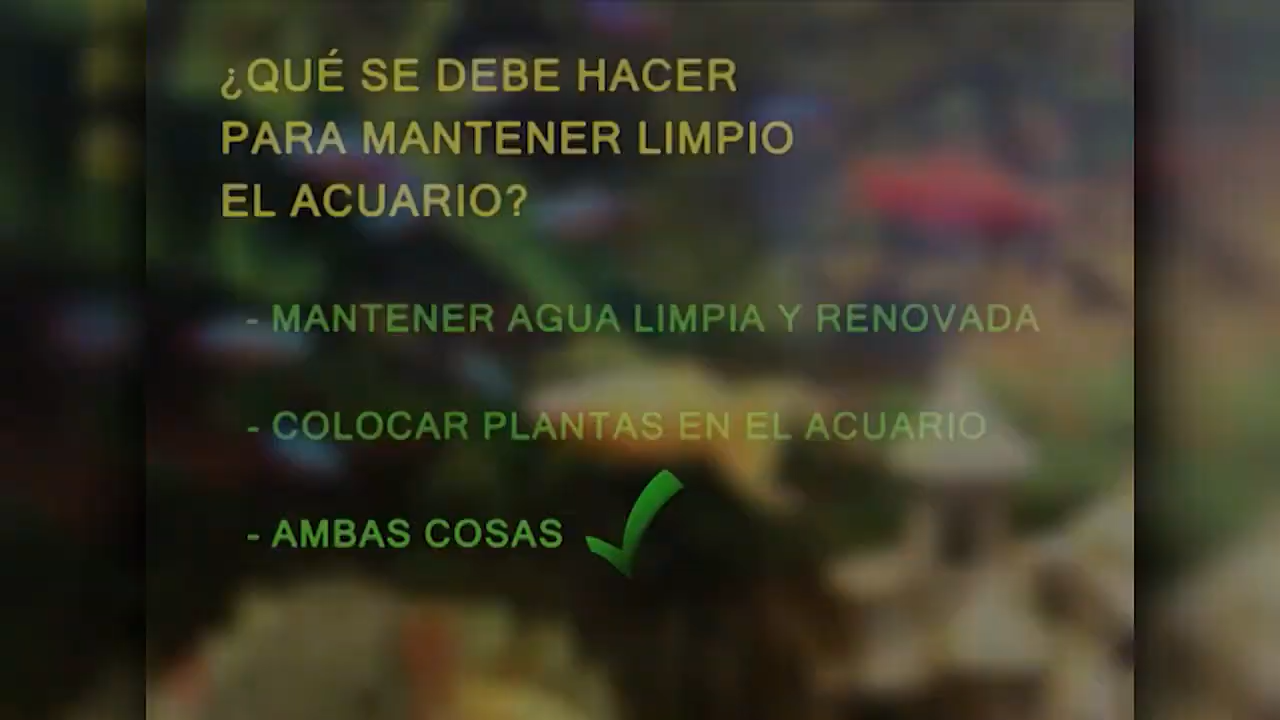 ¿QUÉ SE DEBE HACER
PARA MANTENER LIMPIO
EL ACUARIO?
- MANTENER AGUA LIMPIA Y RENOVADA
- COLOCAR PLANTAS EN EL ACUARIO
- AMBAS COSAS